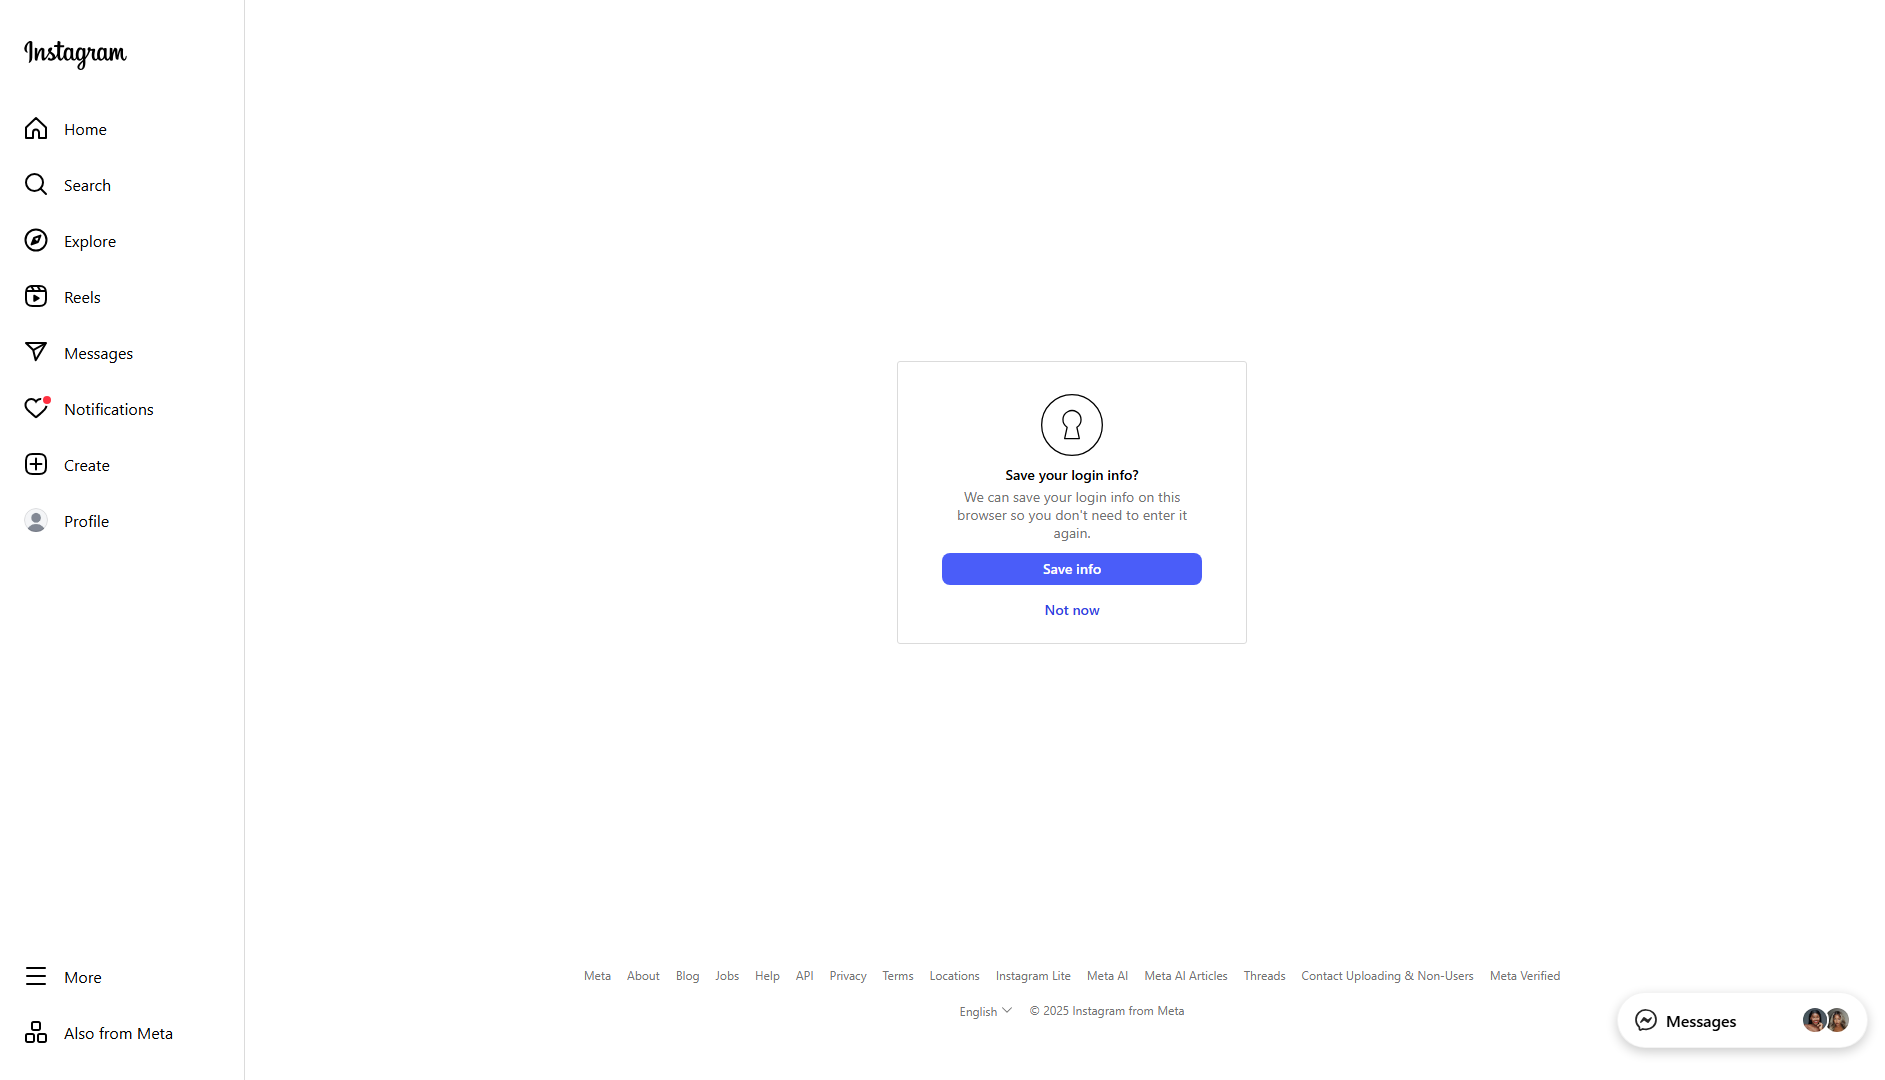 Instagram
Home
Search
Explore
Reels
Messages
Notifications
Create
Profile
More
Also from Meta
Save your login info?
We can save your login info on this
browser so you don't need to enter it
again.
Save info
Not now
Meta About Blog Jobs Help API Privacy Terms Locations Instagram Lite Meta AI Meta AI Articles Threads Contact Uploading & Non-Users Meta Verified
English © 2025 Instagram from Meta
Messages